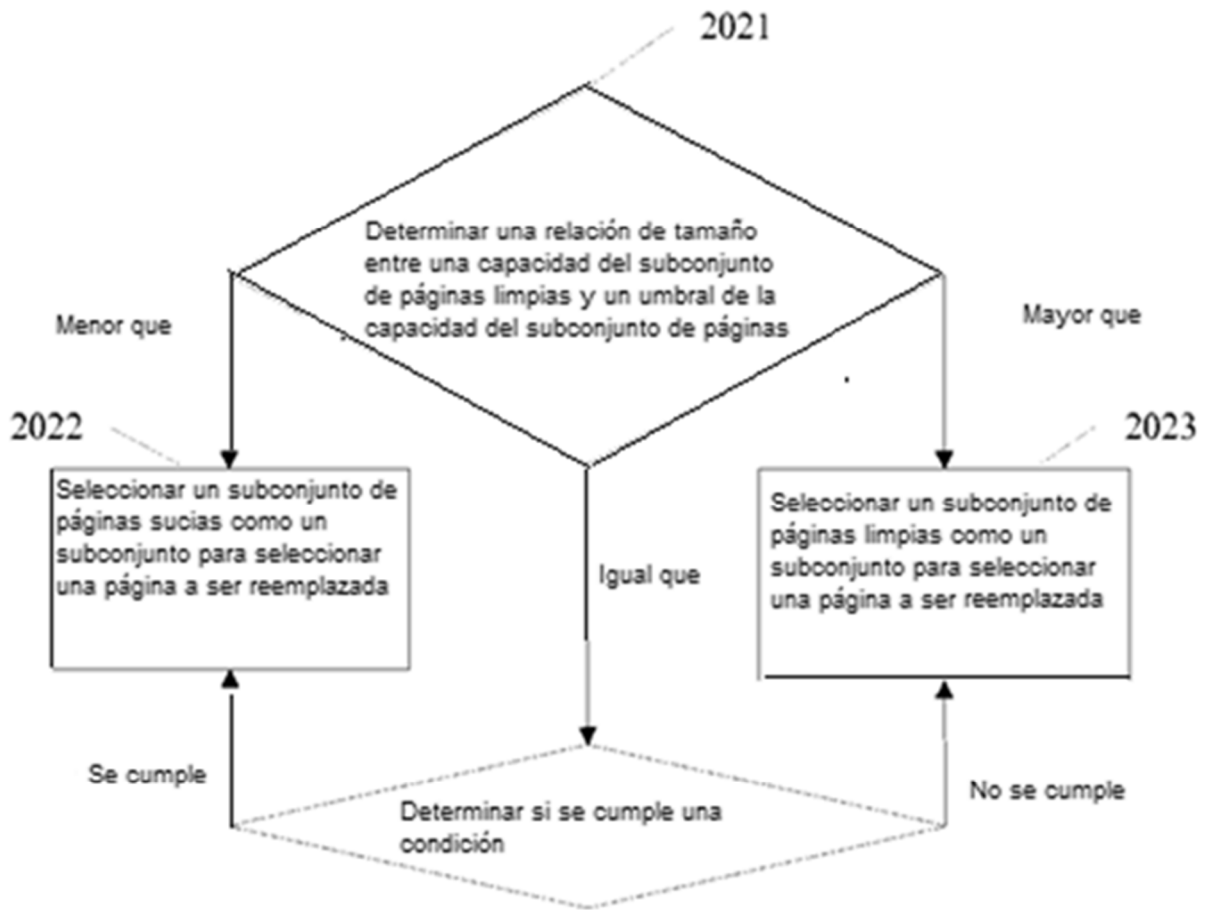 2021
Determinar una relación de tamaño
entre una capacidad del subconjunto
de páginas limpias y un umbral de la
capacidad del subconjunto de páginas
Menor que
Mayor que
2022
2023
Seleccionar un subconjunto de
páginas sucias como un
subconjunto para seleccionar
una página a ser reemplazada
Igual que
Seleccionar un subconjunto de
páginas limpias como un
subconjunto para seleccionar
una página a ser reemplazada
Se cumple
No se cumple
Determinar si se cumple una
condición